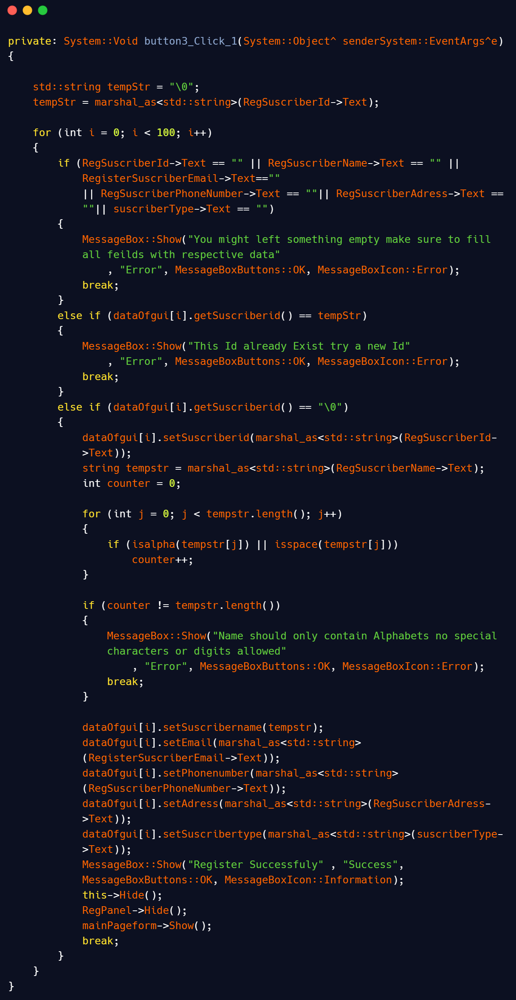 private: System::Void button3_Click_1(System::Object^ senderSystem::EventArgs^e)
{
    std::string tempStr = "\0";
    tempStr = marshal_as<std::string>(RegSuscriberId->Text);
    for (int i = 0; i < 100; i++)
    {
        if (RegSuscriberId->Text == "" || RegSuscriberName->Text == "" ||
            RegisterSuscriberEmail->Text==""
            || RegSuscriberPhoneNumber->Text == ""|| RegSuscriberAdress->Text ==
            ""|| suscriberType->Text == "")
        {
            MessageBox::Show("You might left something empty make sure to fill
            all feilds with respective data"
                , "Error", MessageBoxButtons::OK, MessageBoxIcon::Error);
            break;
        }
        else if (dataOfgui[i].getSuscriberid() == tempStr)
        {
            MessageBox::Show("This Id already Exist try a new Id"
                , "Error", MessageBoxButtons::OK, MessageBoxIcon::Error);
            break;
        }
        else if (dataOfgui[i].getSuscriberid() == "\0")
        {
            dataOfgui[i].setSuscriberid(marshal_as<std::string>(RegSuscriberId-
            >Text));
            string tempstr = marshal_as<std::string>(RegSuscriberName->Text);
            int counter = 0;
            for (int j = 0; j < tempstr.length(); j++)
            {
                if (isalpha(tempstr[j]) || isspace(tempstr[j]))
                    counter++;
            }
            if (counter != tempstr.length())
            {
                MessageBox::Show("Name should only contain Alphabets no special
                characters or digits allowed"
                    , "Error", MessageBoxButtons::OK, MessageBoxIcon::Error);
                break;
            }
            dataOfgui[i].setSuscribername(tempstr);
            dataOfgui[i].setEmail(marshal_as<std::string>
            (RegisterSuscriberEmail->Text));
            dataOfgui[i].setPhonenumber(marshal_as<std::string>
            (RegSuscriberPhoneNumber->Text));
            dataOfgui[i].setAdress(marshal_as<std::string>(RegSuscriberAdress-
            >Text));
            dataOfgui[i].setSuscribertype(marshal_as<std::string>(suscriberType-
            >Text));
            MessageBox::Show("Register Successfuly" , "Success",
            MessageBoxButtons::OK, MessageBoxIcon::Information);
            this->Hide();
            RegPanel->Hide();
            mainPageform->Show();
            break;
        }
    }
}